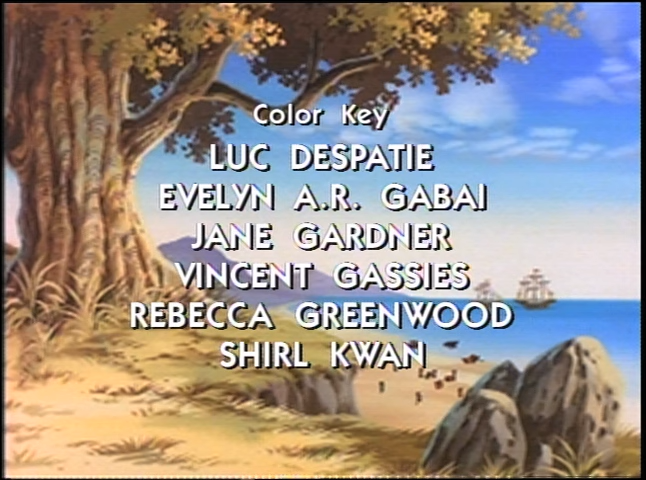 Color Key
LUC DESPATIE
EVELYN A.R. GABAI
JANE GARDNER
VINCENT GASSIES
REBECCA GREENWOOD
SHIRL KWAN